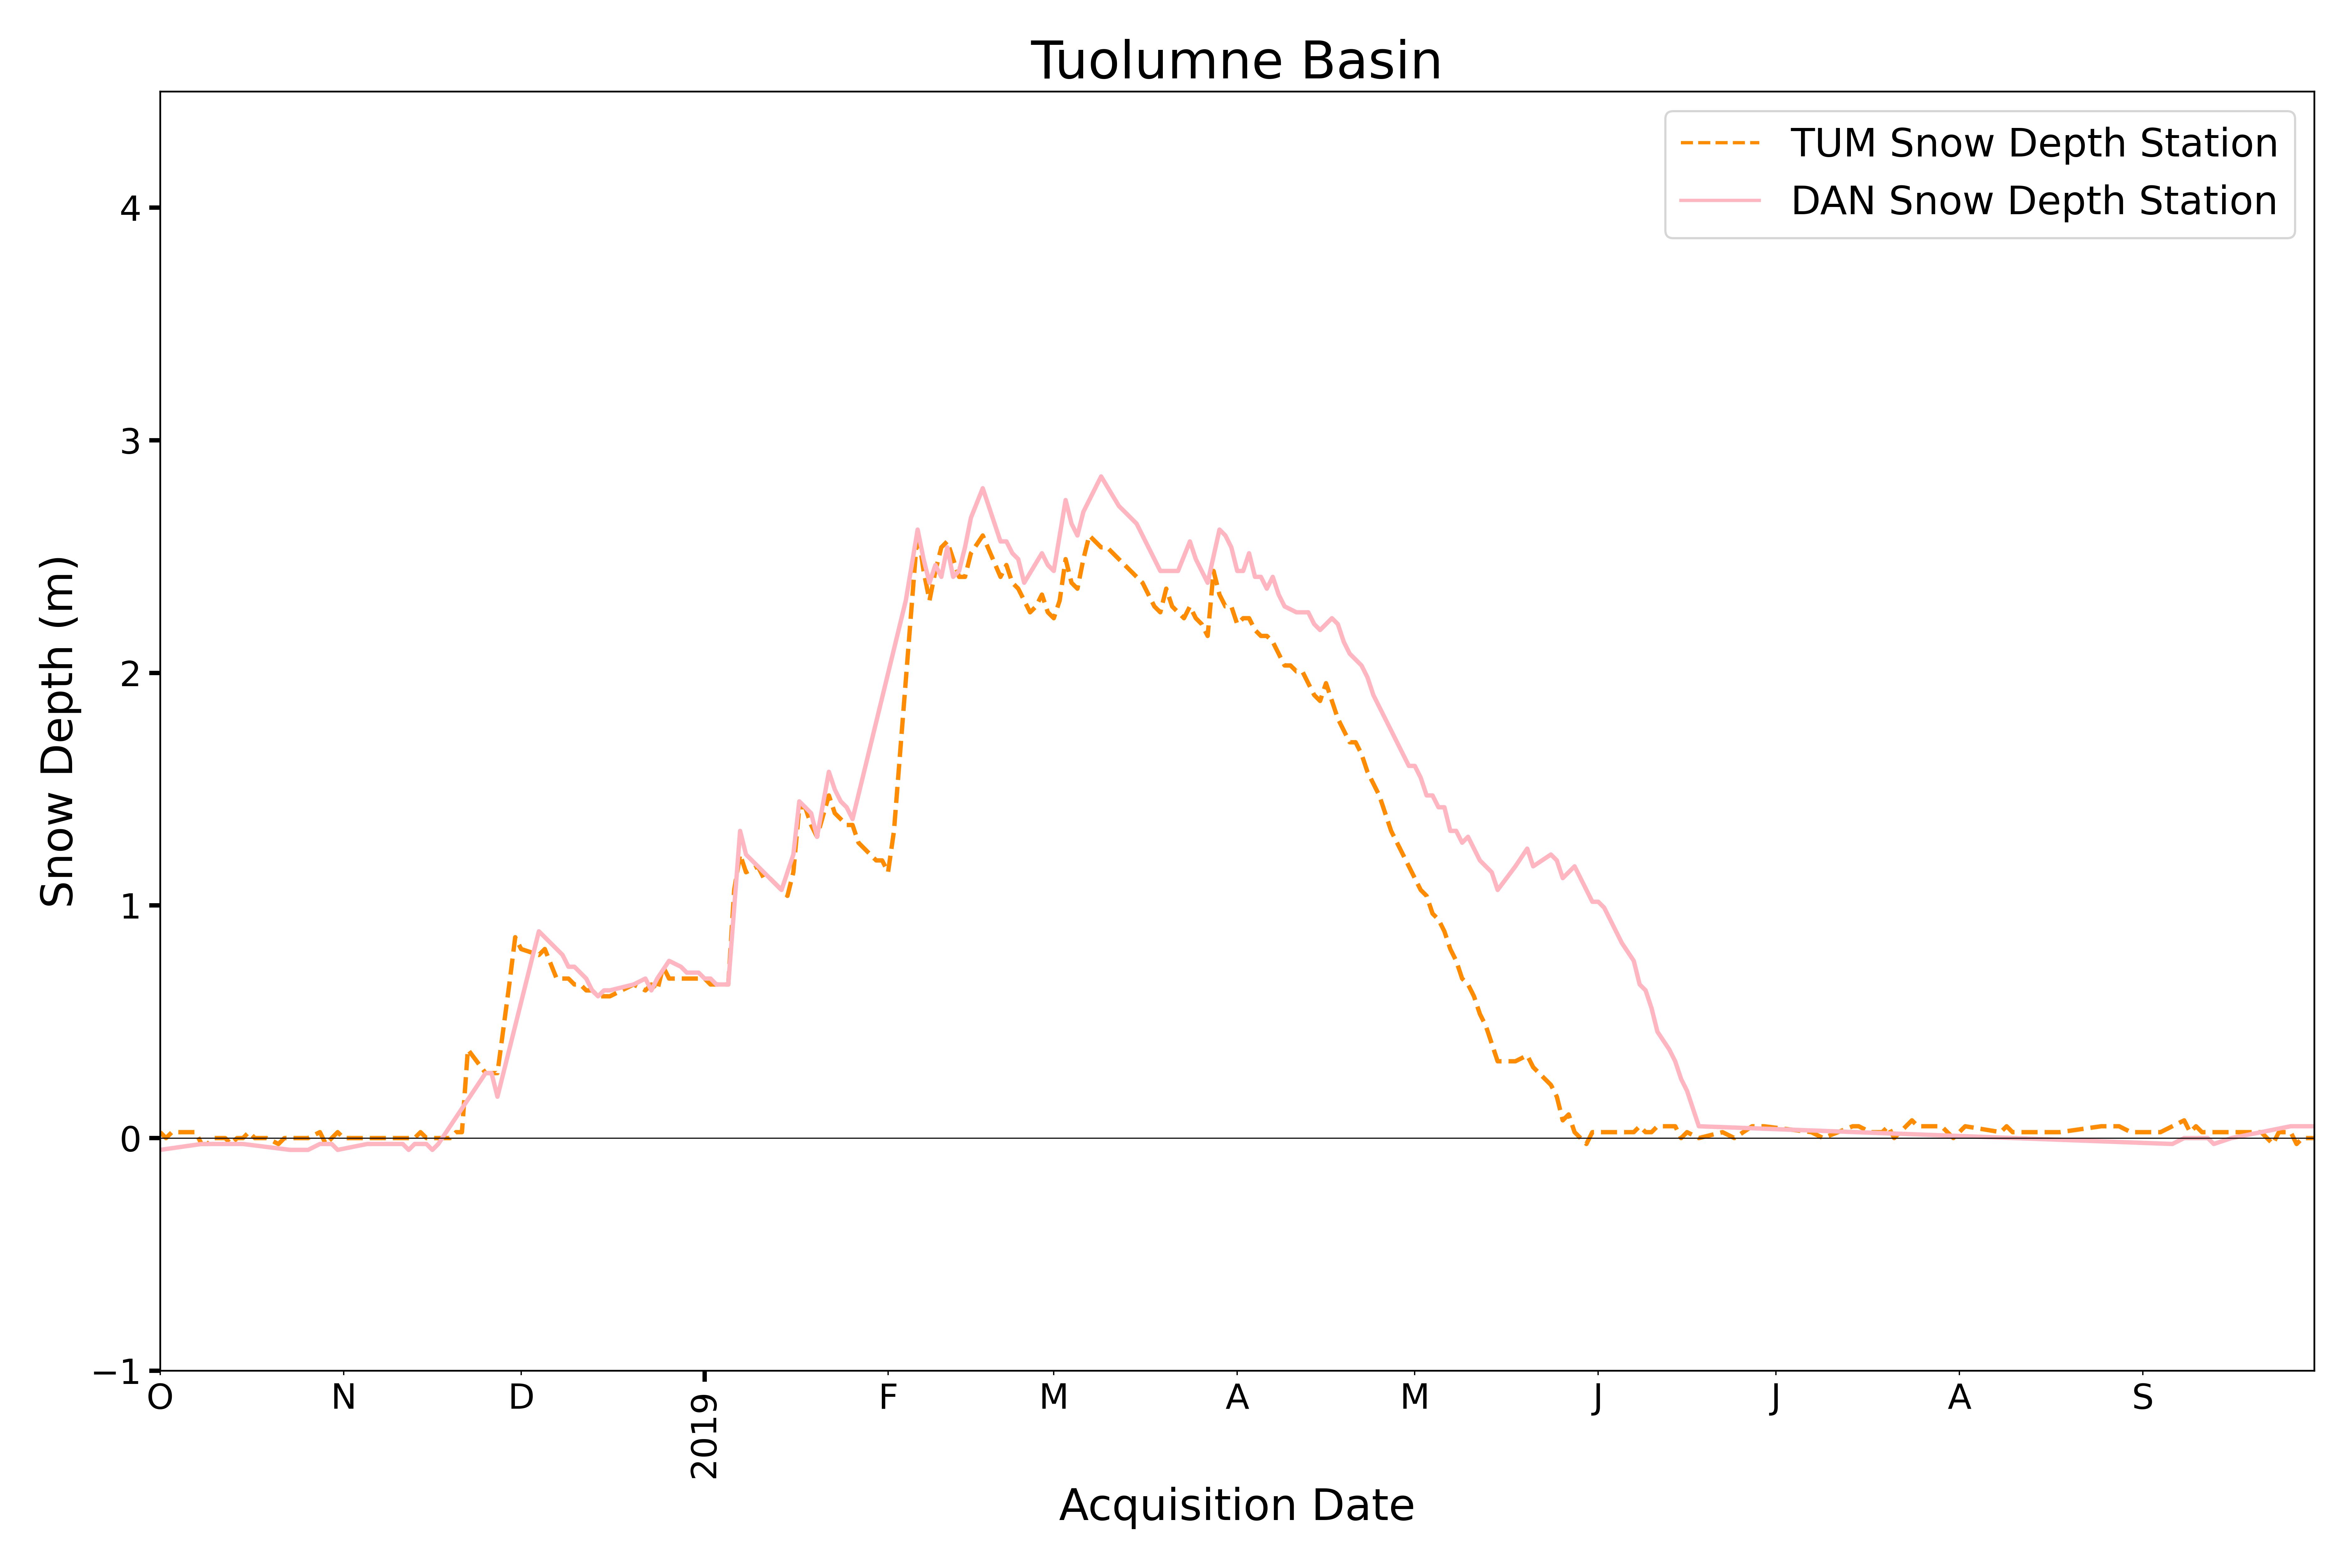 Tuolumne Basin
TUM Snow Depth Station
DAN Snow Depth Station
Snow Depth (m)
4
3
2
1
0
−1
O N D 2019 F M A M J J A S
Acquisition Date